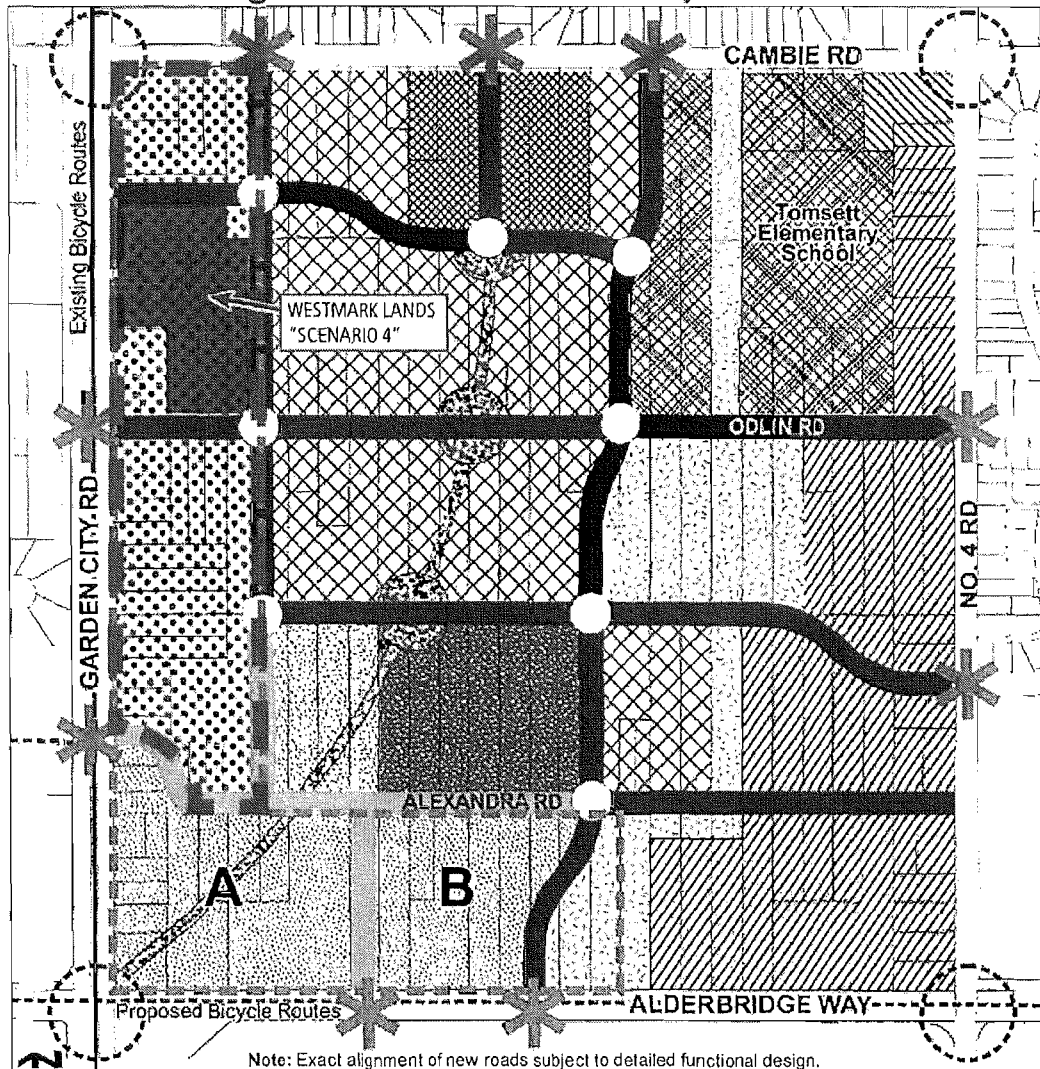 CAMBIE RD
Existing Bicycle Routes
Tomsett
Elementary
School
WESTMARK LANDS
"SCENARIO 4"
ODLIN RD
GARDEN CITY RD
NO. 4 RD
ALEXANDRA RD
A
B
Proposed Bicycle Routes
ALDERBRIDGE WAY
Note: Exact alignment of new roads subject to detailed functional design.